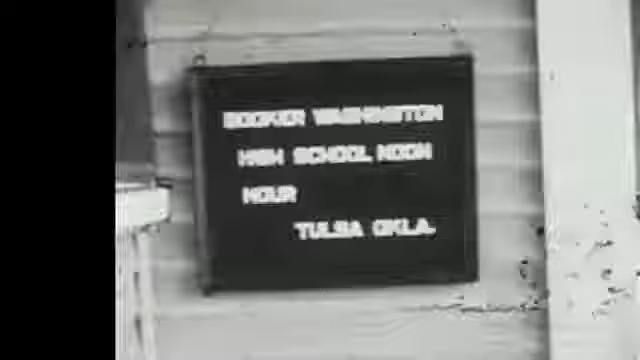 BOOKER WASHINGTON
HIGH SCHOOL NOON
HOUR
TULSA OKLA.